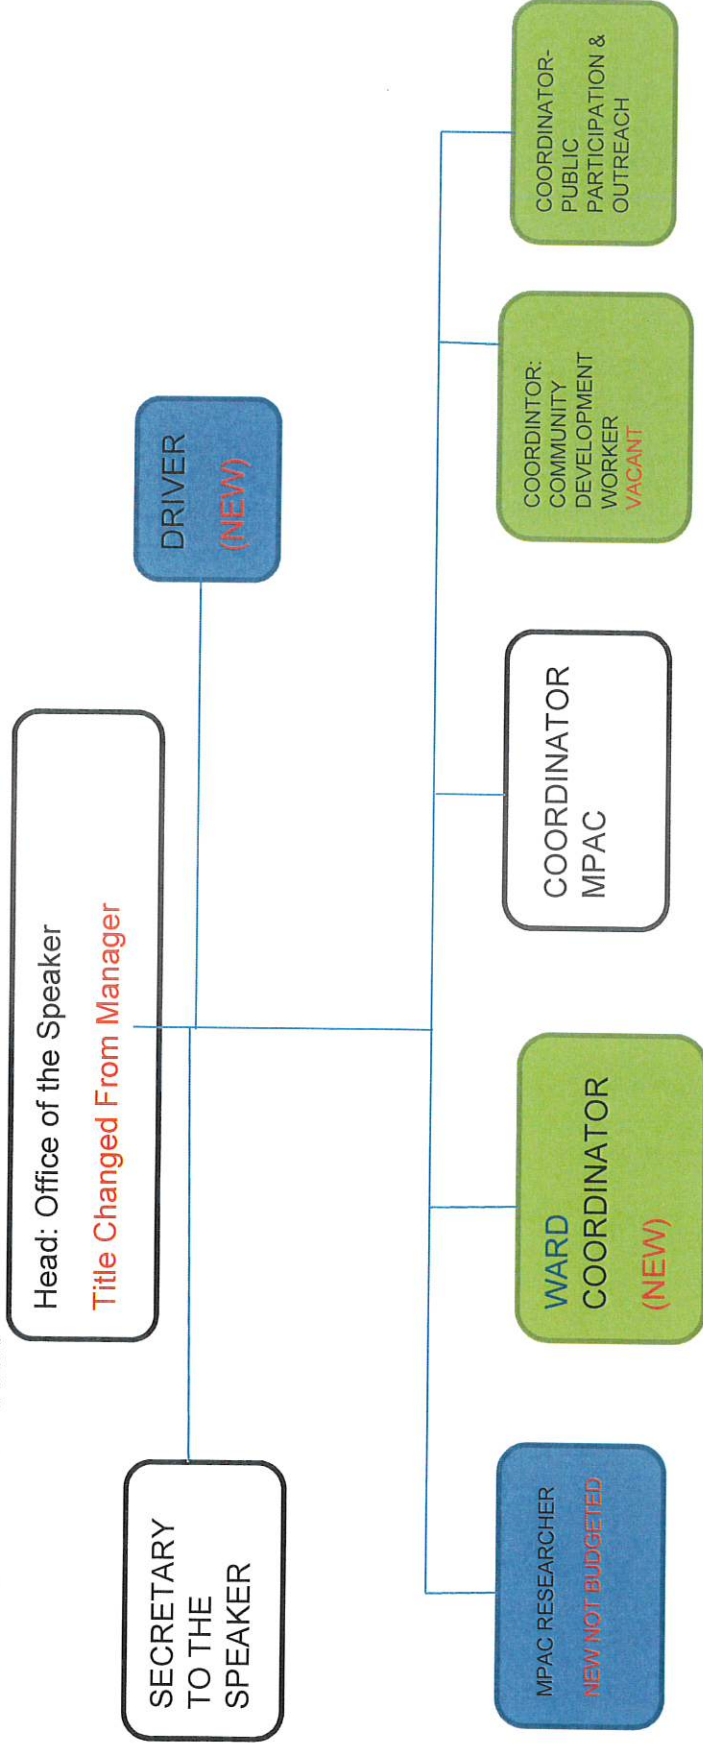 Head: Office of the Speaker
Title Changed From Manager
SECRETARY
TO THE
SPEAKER
DRIVER
(NEW)
MPAC RESEARCHER
NEW NOT BUDGETED
WARD
COORDINATOR
(NEW)
COORDINATOR
MPAC
COORDINTOR:
COMMUNITY
DEVELOPMENT
WORKER
VACANT
COORDINATOR-
PUBLIC
PARTICIPATION &
OUTREACH